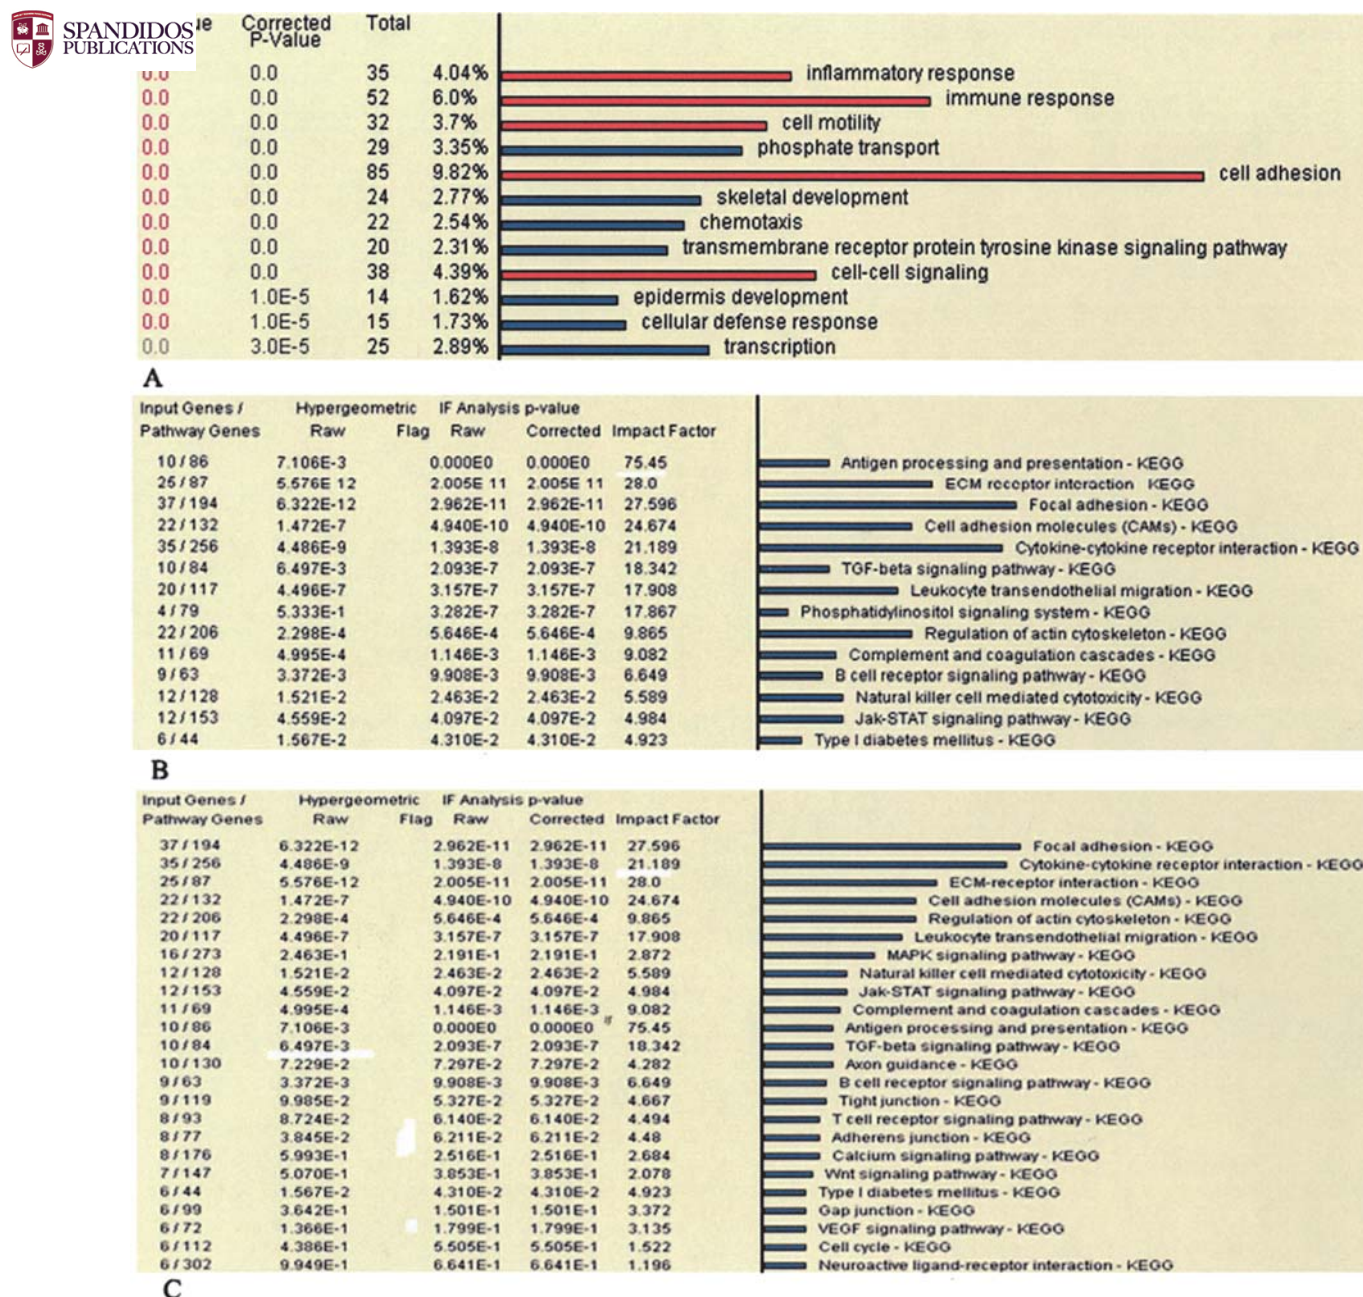 SPANDIDOS
PUBLICATIONS
ue Corrected Total
P-Value
0.0 0.0 35 4.04% inflammatory response
0.0 0.0 52 6.0% immune response
0.0 0.0 32 3.7% cell motility
0.0 0.0 29 3.35% phosphate transport
0.0 0.0 85 9.82% cell adhesion
0.0 0.0 24 2.77% skeletal development
0.0 0.0 22 2.54% chemotaxis
0.0 0.0 20 2.31% transmembrane receptor protein tyrosine kinase signaling pathway
0.0 0.0 38 4.39% cell-cell signaling
0.0 1.0E-5 14 1.62% epidermis development
0.0 1.0E-5 15 1.73% cellular defense response
0.0 3.0E-5 25 2.89% transcription
A
Input Genes / Hypergeometric IF Analysis p-value
Pathway Genes Raw Flag Raw Corrected Impact Factor
10 / 86 7.106E-3 0.000E0 0.000E0 75.45 Antigen processing and presentation - KEGG
25 / 87 5.576E 12 2.005E 11 2.005E 11 28.0 ECM receptor interaction KEGG
37 / 194 6.322E-12 2.962E-11 2.962E-11 27.596 Focal adhesion - KEGG
22 / 132 1.472E-7 4.940E-10 4.940E-10 24.674 Cell adhesion molecules (CAMs) - KEGG
35 / 256 4.486E-9 1.393E-8 1.393E-8 21.189 Cytokine-cytokine receptor interaction - KEGG
10 / 84 6.497E-3 2.093E-7 2.093E-7 18.342 TGF-beta signaling pathway - KEGG
20 / 117 4.496E-7 3.157E-7 3.157E-7 17.908 Leukocyte transendothelial migration - KEGG
4 / 79 5.333E-1 3.282E-7 3.282E-7 17.867 Phosphatidylinositol signaling system - KEGG
22 / 206 2.298E-4 5.646E-4 5.646E-4 9.865 Regulation of actin cytoskeleton - KEGG
11 / 69 4.995E-4 1.146E-3 1.146E-3 9.082 Complement and coagulation cascades - KEGG
9 / 63 3.372E-3 9.908E-3 9.908E-3 6.649 B cell receptor signaling pathway - KEGG
12 / 128 1.521E-2 2.463E-2 2.463E-2 5.589 Natural killer cell mediated cytotoxicity - KEGG
12 / 153 4.559E-2 4.097E-2 4.097E-2 4.984 Jak-STAT signaling pathway - KEGG
6 / 44 1.567E-2 4.310E-2 4.310E-2 4.923 Type I diabetes mellitus - KEGG
B
Input Genes / Hypergeometric IF Analysis p-value
Pathway Genes Raw Flag Raw Corrected Impact Factor
37 / 194 6.322E-12 2.962E-11 2.962E-11 27.596 Focal adhesion - KEGG
35 / 256 4.486E-9 1.393E-8 1.393E-8 21.189 Cytokine-cytokine receptor interaction - KEGG
25 / 87 5.576E-12 2.005E-11 2.005E-11 28.0 ECM-receptor interaction - KEGG
22 / 132 1.472E-7 4.940E-10 4.940E-10 24.674 Cell adhesion molecules (CAMs) - KEGG
22 / 206 2.298E-4 5.646E-4 5.646E-4 9.865 Regulation of actin cytoskeleton - KEGG
20 / 117 4.496E-7 3.157E-7 3.157E-7 17.908 Leukocyte transendothelial migration - KEGG
16 / 273 2.463E-1 2.191E-1 2.191E-1 2.872 MAPK signaling pathway - KEGG
12 / 128 1.521E-2 2.463E-2 2.463E-2 5.589 Natural killer cell mediated cytotoxicity - KEGG
12 / 153 4.559E-2 4.097E-2 4.097E-2 4.984 Jak-STAT signaling pathway - KEGG
11 / 69 4.995E-4 1.146E-3 1.146E-3 9.082 Complement and coagulation cascades - KEGG
10 / 86 7.106E-3 0.000E0 0.000E0 75.45 Antigen processing and presentation - KEGG
10 / 84 6.497E-3 2.093E-7 2.093E-7 18.342 TGF-beta signaling pathway - KEGG
10 / 130 7.229E-2 7.297E-2 7.297E-2 4.282 Axon guidance - KEGG
9 / 63 3.372E-3 9.908E-3 9.908E-3 6.649 B cell receptor signaling pathway - KEGG
9 / 119 9.985E-2 5.327E-2 5.327E-2 4.667 Tight junction - KEGG
8 / 93 8.724E-2 6.140E-2 6.140E-2 4.494 T cell receptor signaling pathway - KEGG
8 / 77 3.845E-2 6.211E-2 6.211E-2 4.48 Adherens junction - KEGG
8 / 176 5.993E-1 2.516E-1 2.516E-1 2.684 Calcium signaling pathway - KEGG
7 / 147 5.070E-1 3.853E-1 3.853E-1 2.078 Wnt signaling pathway - KEGG
6 / 44 1.567E-2 4.310E-2 4.310E-2 4.923 Type I diabetes mellitus - KEGG
6 / 99 3.642E-1 1.501E-1 1.501E-1 3.372 Gap junction - KEGG
6 / 72 1.366E-1 1.799E-1 1.799E-1 3.135 VEGF signaling pathway - KEGG
6 / 112 4.386E-1 5.505E-1 5.505E-1 1.522 Cell cycle - KEGG
6 / 302 9.949E-1 6.641E-1 6.641E-1 1.196 Neuroactive ligand-receptor interaction - KEGG
C